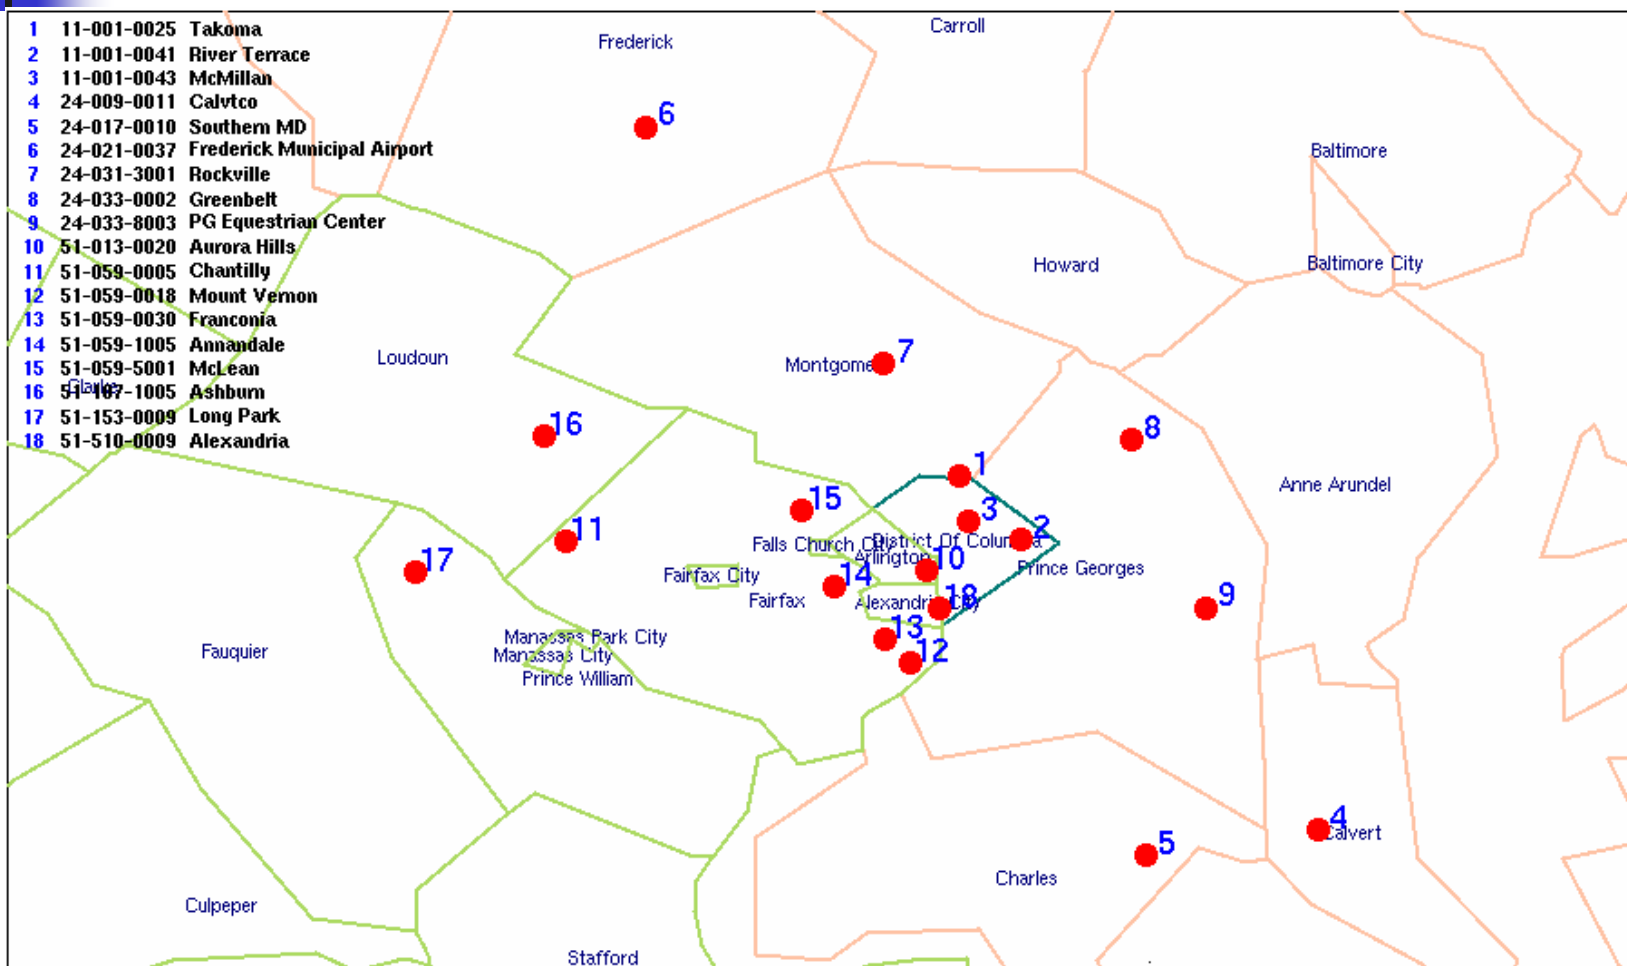 1 11-001-0025 Takoma
2 11-001-0041 River Terrace
3 11-001-0043 McMillan
4 24-009-0011 Calvtco
5 24-017-0010 Southern MD
6 24-021-0037 Frederick Municipal Airport
7 24-031-3001 Rockville
8 24-033-0002 Greenbelt
9 24-033-8003 PG Equestrian Center
10 51-013-0020 Aurora Hills
11 51-059-0005 Chantilly
12 51-059-0018 Mount Vernon
13 51-059-0030 Franconia
14 51-059-1005 Annandale
15 51-059-5001 McLean
16 51-107-1005 Ashburn
17 51-153-0009 Long Park
18 51-510-0009 Alexandria
Carroll
Frederick
6
Baltimore
Howard
Baltimore City
Loudoun
Montgome
7
Clarke
16
8
1
Anne Arundel
15
3
2
11
Falls Church City
District Of Columbia
Arlington
10
17
Prince Georges
Fairfax City
14
Fairfax
Alexandria City
18
9
13
Manassas Park City
12
Fauquier
Manassas City
Prince William
4
Calvert
5
Charles
Culpeper
Stafford